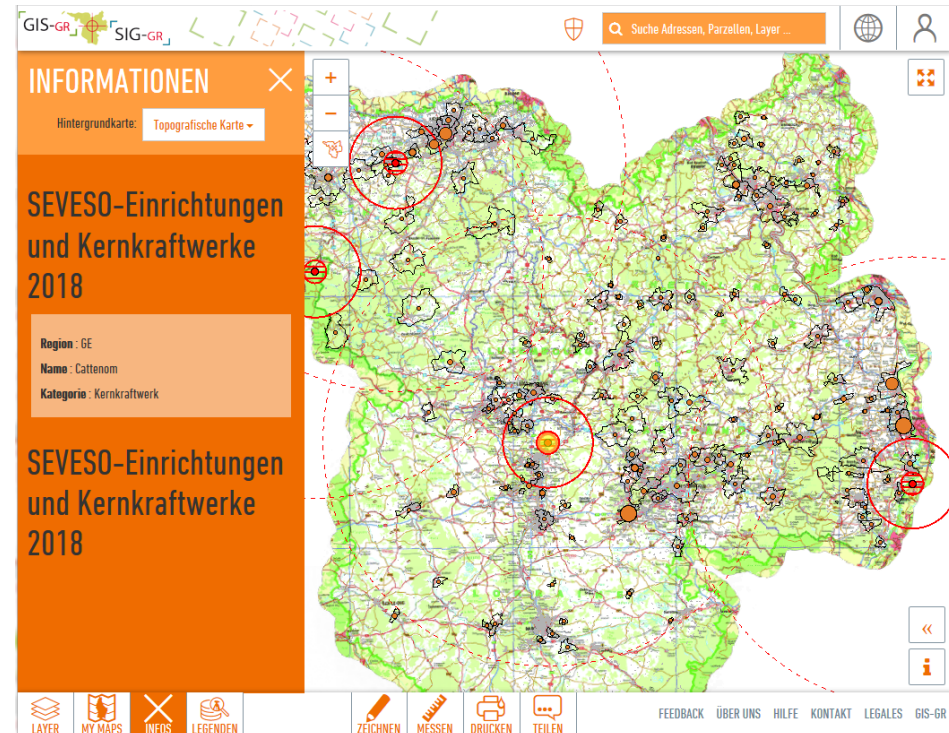 GIS-GR
SIG-GR
Suche Adressen, Parzellen, Layer ...
INFORMATIONEN
Hintergrundkarte:
Topografische Karte
SEVESO-Einrichtungen
und Kernkraftwerke
2018
Region : GE
Name : Cattenom
Kategorie : Kernkraftwerk
SEVESO-Einrichtungen
und Kernkraftwerke
2018
+
−
«
i
LAYER
MY MAPS
INFOS
LEGENDEN
ZEICHNEN
MESSEN
DRUCKEN
TEILEN
FEEDBACK ÜBER UNS HILFE KONTAKT LEGALES GIS-GR